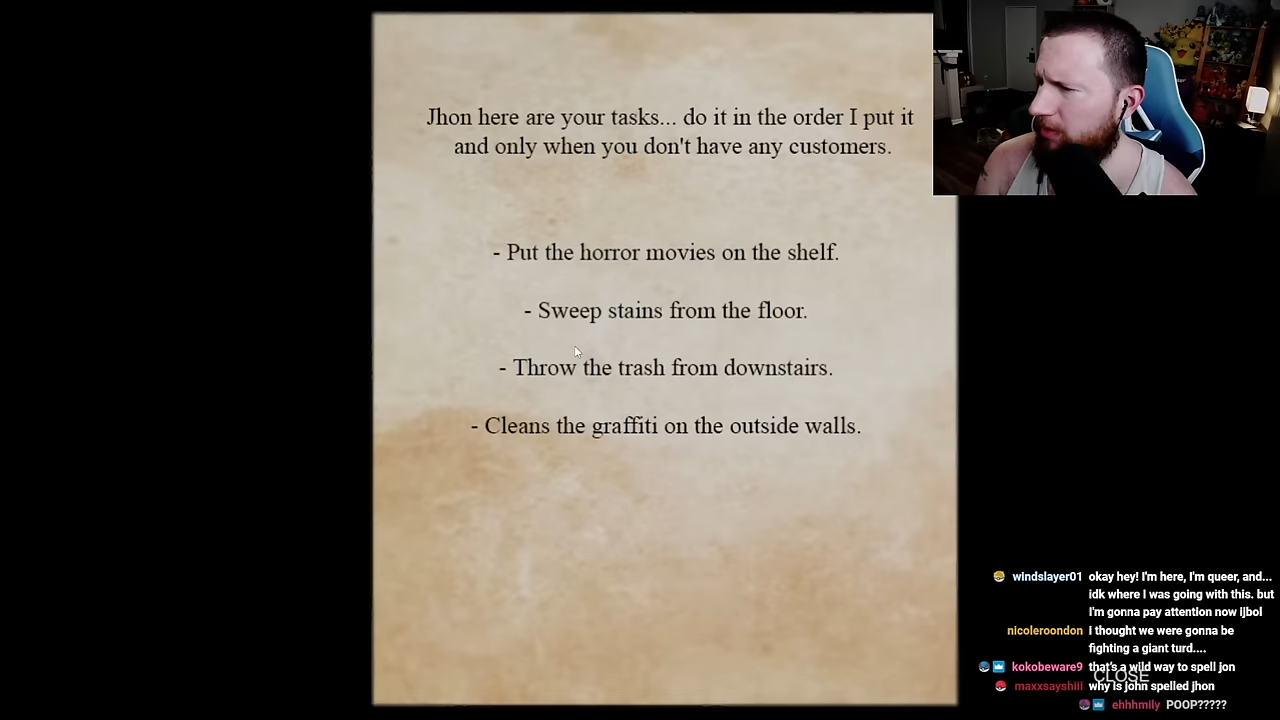 Jhon here are your tasks... do it in the order I put it
and only when you don't have any customers.
- Put the horror movies on the shelf.
- Sweep stains from the floor.
- Throw the trash from downstairs.
- Cleans the graffiti on the outside walls.
windslayer01 okay hey! I'm here, I'm queer, and...
idk where I was going with this. but
I'm gonna pay attention now ijbol
nicoleroondon I thought we were gonna be
fighting a giant turd....
kokobeware9 that's a wild way to spell jon
CLOSE
maxxsayshiii why is john spelled jhon
ehhhmily POOP?????